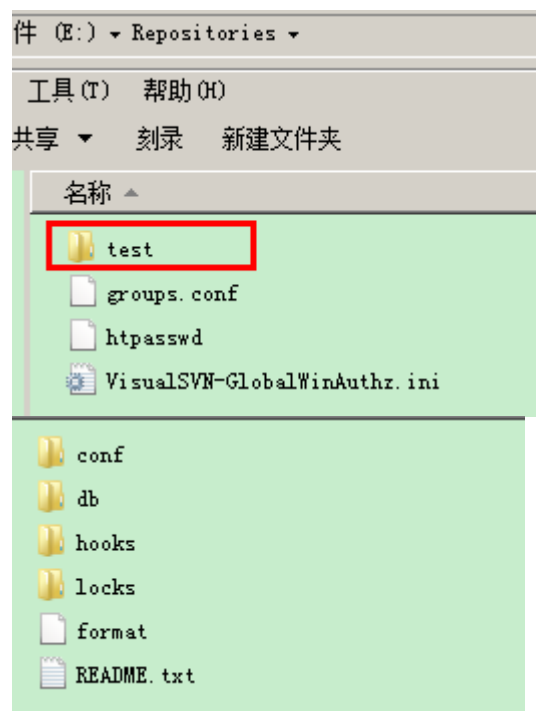 件 (E:) ▾ Repositories ▾
工具(T) 帮助(H)
共享 ▼ 刻录 新建文件夹
名称
test
groups.conf
htpasswd
VisualSVN-GlobalWinAuthz.ini
conf
db
hooks
locks
format
README.txt